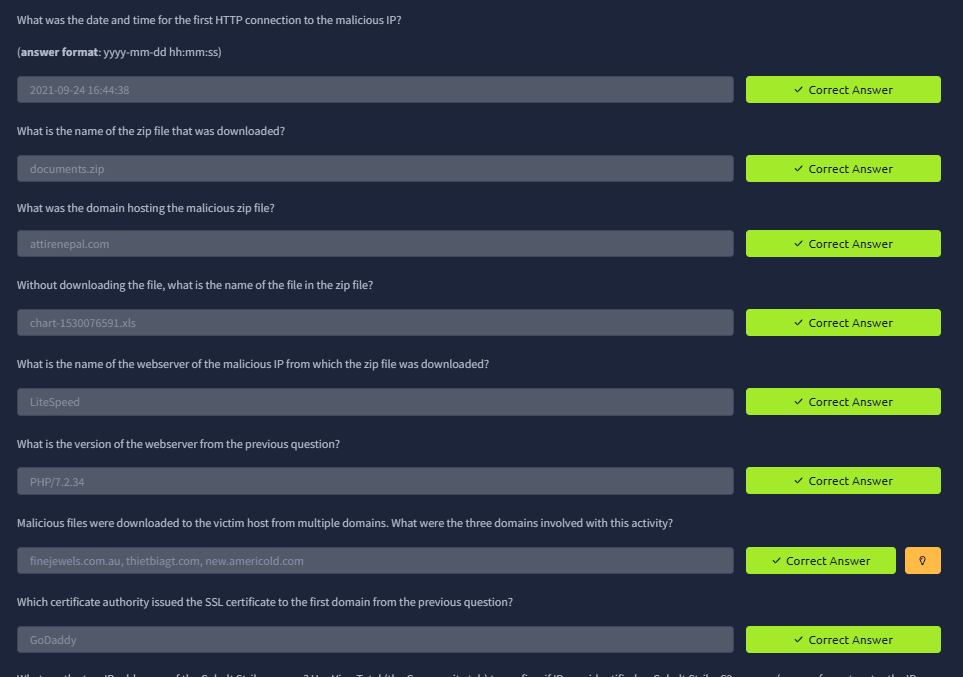 What was the date and time for the first HTTP connection to the malicious IP?
(answer format: yyyy-mm-dd hh:mm:ss)
2021-09-24 16:44:38
Correct Answer
What is the name of the zip file that was downloaded?
documents.zip
Correct Answer
What was the domain hosting the malicious zip file?
attirenepal.com
Correct Answer
Without downloading the file, what is the name of the file in the zip file?
chart-1530076591.xls
Correct Answer
What is the name of the webserver of the malicious IP from which the zip file was downloaded?
LiteSpeed
Correct Answer
What is the version of the webserver from the previous question?
PHP/7.2.34
Correct Answer
Malicious files were downloaded to the victim host from multiple domains. What were the three domains involved with this activity?
finejewels.com.au, thietbiagt.com, new.americold.com
Correct Answer
Which certificate authority issued the SSL certificate to the first domain from the previous question?
GoDaddy
Correct Answer